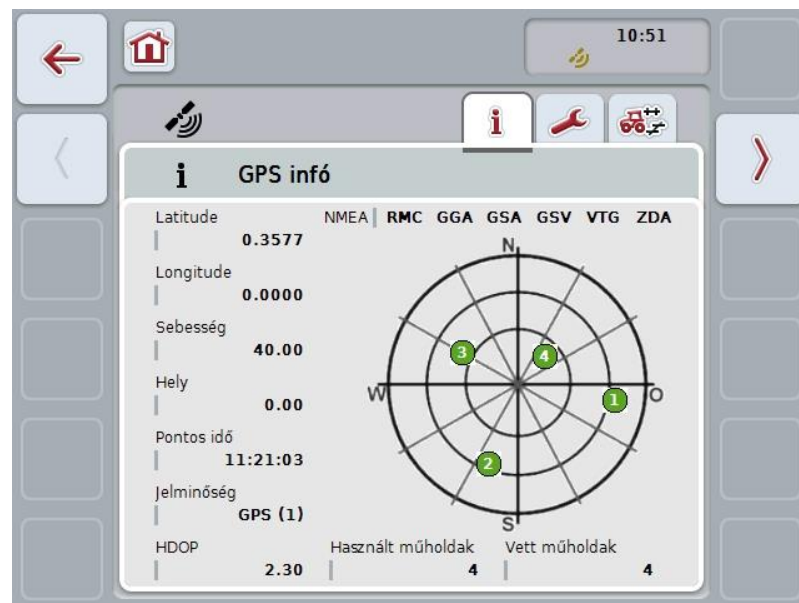 10:51
i
i GPS infó
Latitude
0.3577
Longitude
0.0000
Sebesség
40.00
Hely
0.00
Pontos idő
11:21:03
Jelminőség
GPS (1)
HDOP
2.30
NMEA RMC GGA GSA GSV VTG ZDA
N
3
4
W
1
O
2
S
Használt műholdak
4
Vett műholdak
4